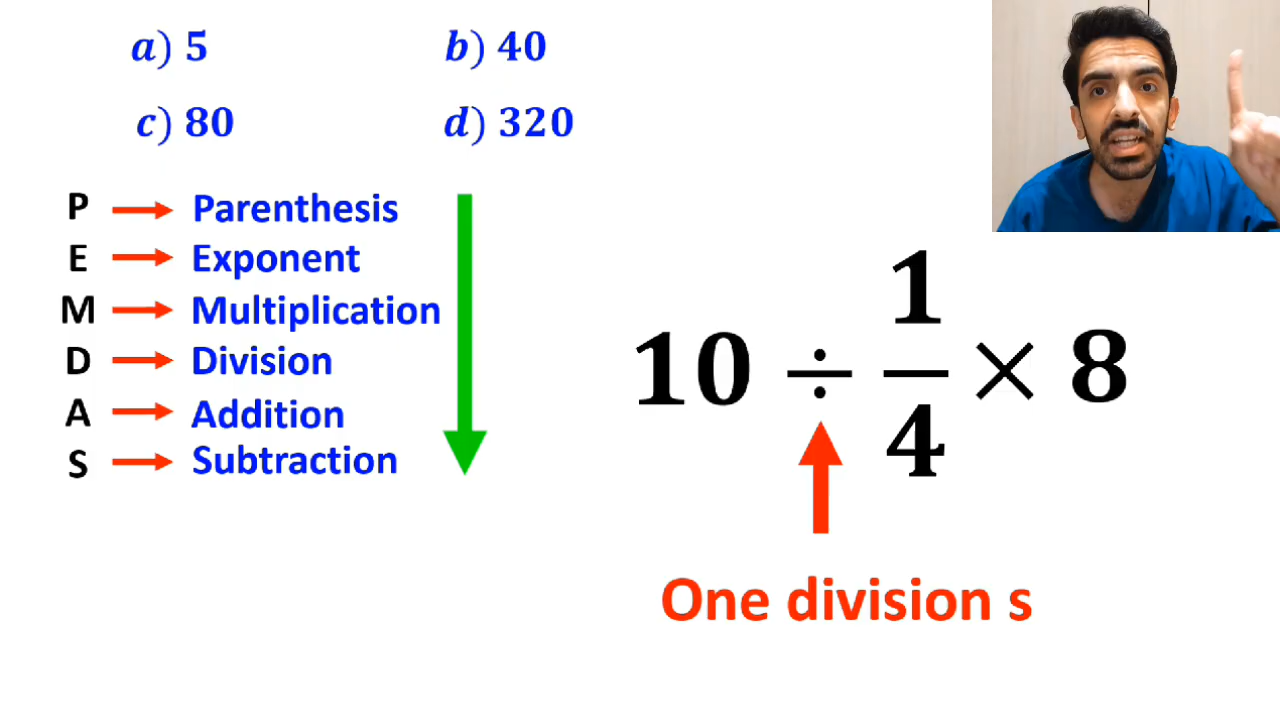 a) 5
b) 40
c) 80
d) 320
P → Parenthesis
E → Exponent
M → Multiplication
D → Division
A → Addition
S → Subtraction
10 ÷ 1/4 × 8
One division s